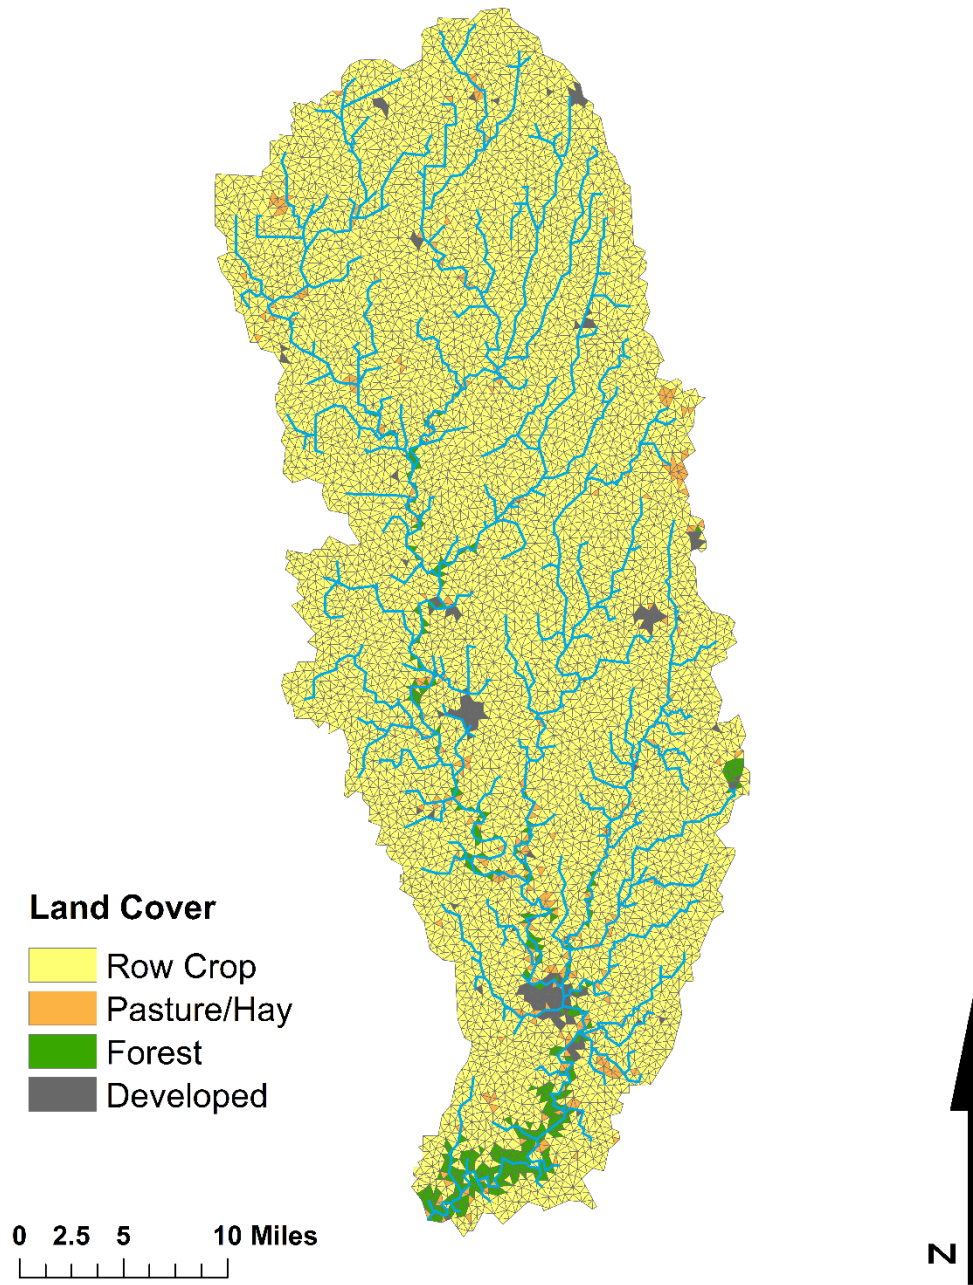 Land Cover
Row Crop
Pasture/Hay
Forest
Developed
0 2.5 5 10 Miles
N